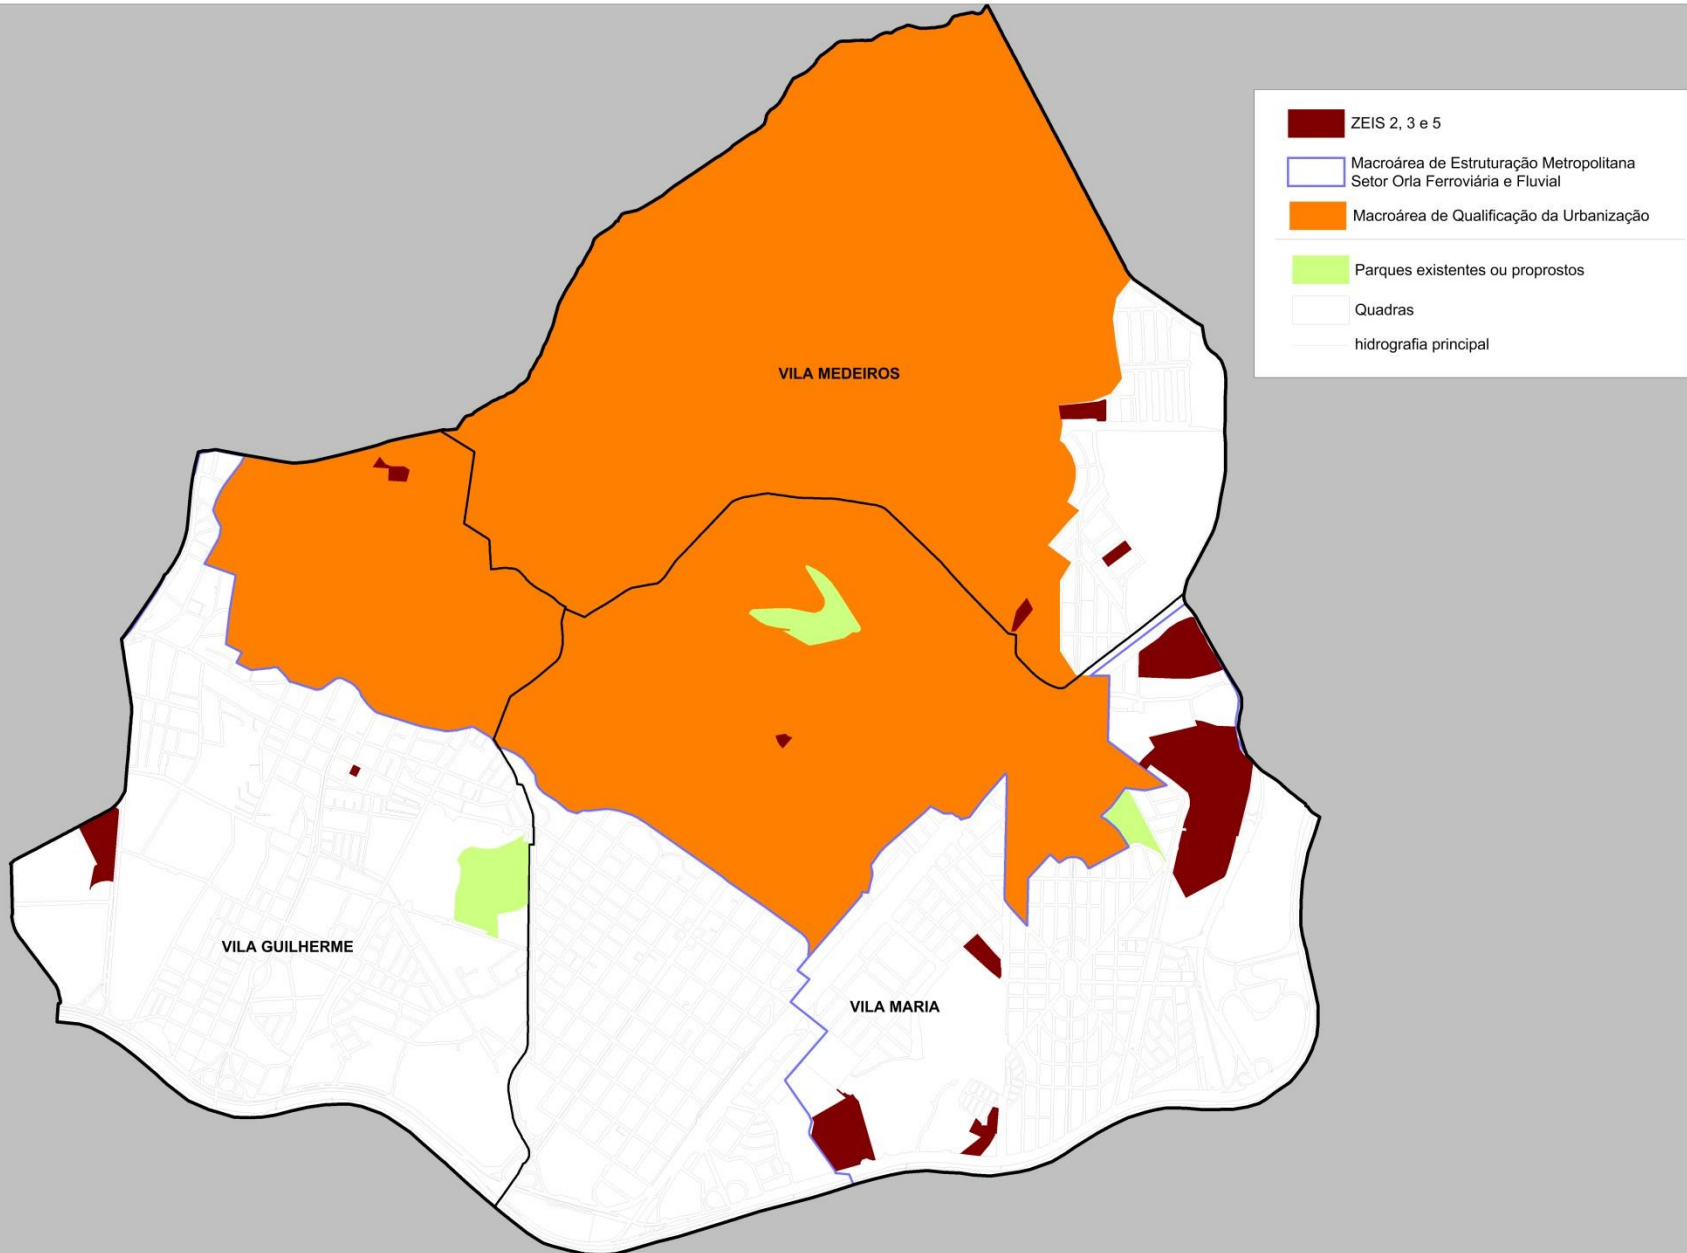 ZEIS 2, 3 e 5
Macroárea de Estruturação Metropolitana
Setor Orla Ferroviária e Fluvial
Macroárea de Qualificação da Urbanização
Parques existentes ou proprostos
Quadras
hidrografia principal
VILA MEDEIROS
VILA GUILHERME
VILA MARIA